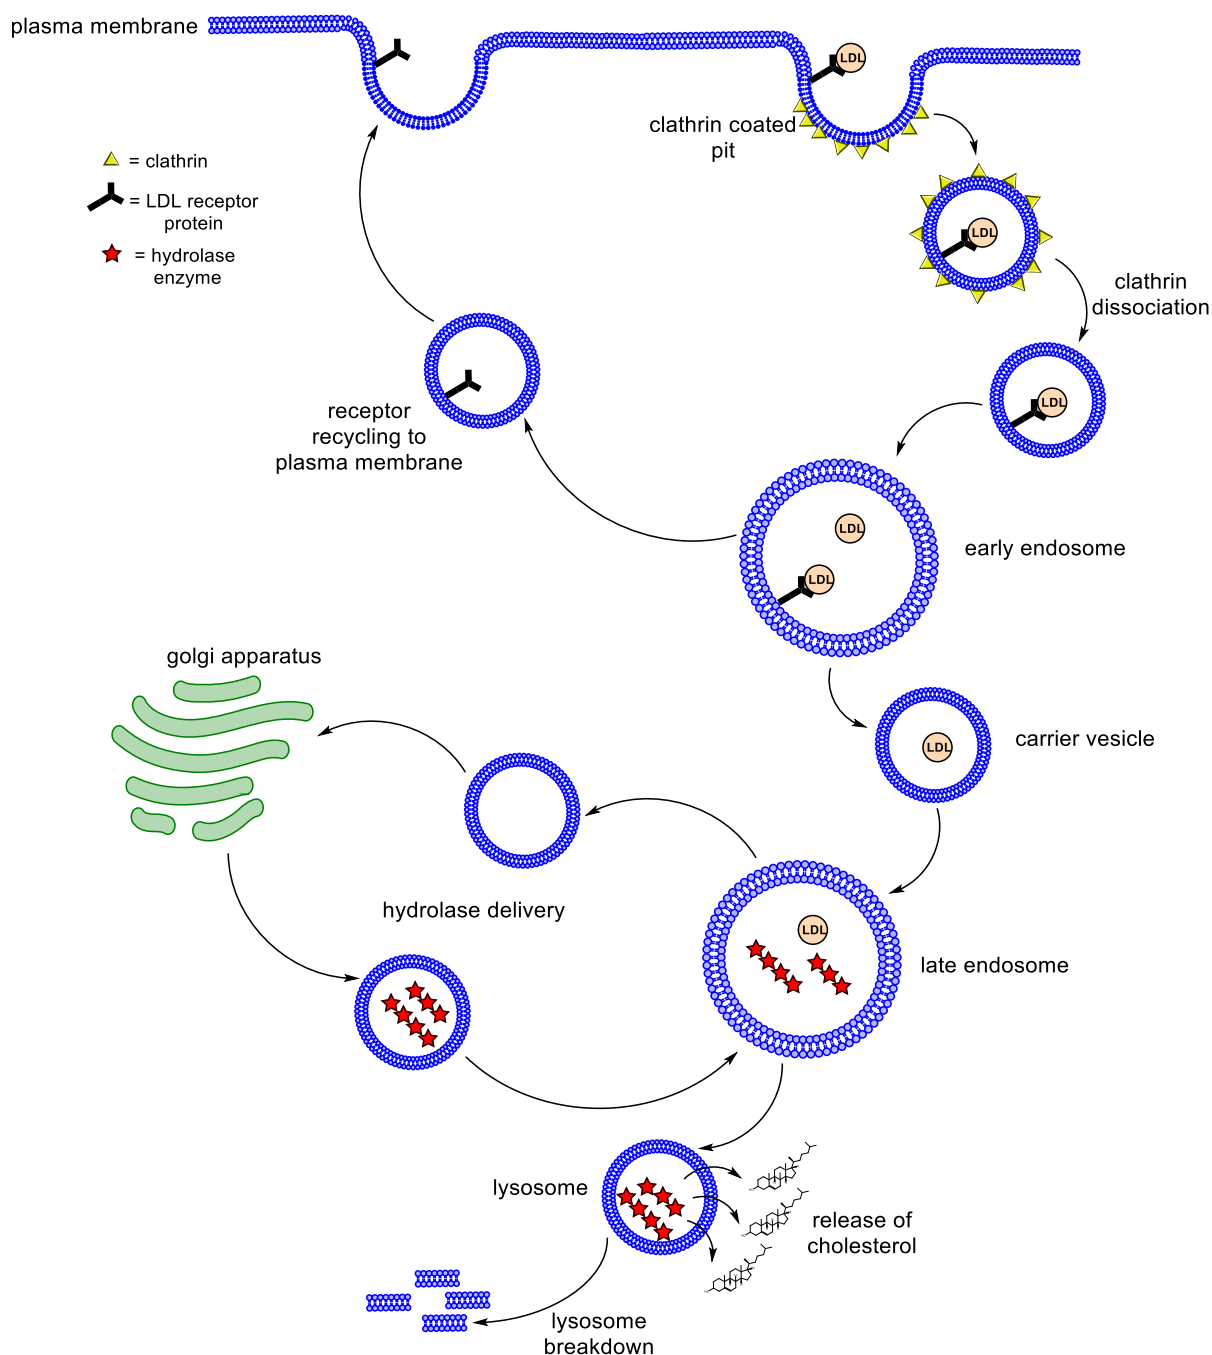 plasma membrane
LDL
clathrin coated
pit
= clathrin
= LDL receptor
protein
= hydrolase
enzyme
LDL
clathrin
dissociation
LDL
receptor
recycling to
plasma membrane
LDL
early endosome
LDL
golgi apparatus
carrier vesicle
LDL
hydrolase delivery
LDL
late endosome
lysosome
release of
cholesterol
lysosome
breakdown